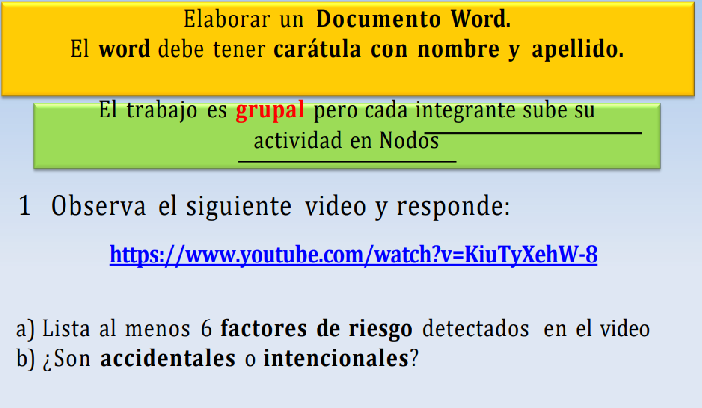 Elaborar un Documento Word.
El word debe tener carátula con nombre y apellido.
El trabajo es grupal pero cada integrante sube su
actividad en Nodos
1 Observa el siguiente video y responde:
https://www.youtube.com/watch?v=KiuTyXehW-8
a) Lista al menos 6 factores de riesgo detectados en el video
b) ¿Son accidentales o intencionales?